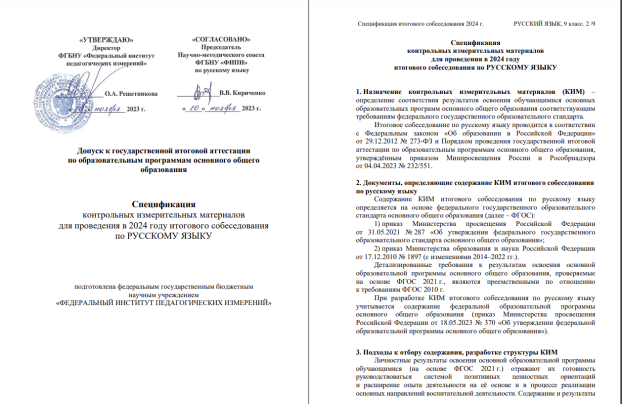 «УТВЕРЖДАЮ»
Директор
ФГБНУ «Федеральный институт
педагогических измерений»
О.А. Решетникова
« 10 » ноября 2023 г.
«СОГЛАСОВАНО»
Председатель
Научно-методического совета
ФГБНУ «ФИПИ»
по русскому языку
В.В. Кириченко
« 10 » ноября 2023 г.
Допуск к государственной итоговой аттестации
по образовательным программам основного общего
образования
Спецификация
контрольных измерительных материалов
для проведения в 2024 году итогового собеседования
по РУССКОМУ ЯЗЫКУ
подготовлена федеральным государственным бюджетным
научным учреждением
«ФЕДЕРАЛЬНЫЙ ИНСТИТУТ ПЕДАГОГИЧЕСКИХ ИЗМЕРЕНИЙ»
Спецификация итогового собеседования 2024 г. РУССКИЙ ЯЗЫК, 9 класс. 2 /9
Спецификация
контрольных измерительных материалов
для проведения в 2024 году
итогового собеседования по РУССКОМУ ЯЗЫКУ
1. Назначение контрольных измерительных материалов (КИМ) –
определение соответствия результатов освоения обучающимися основных
образовательных программ основного общего образования соответствующим
требованиям федерального государственного образовательного стандарта.
Итоговое собеседование по русскому языку проводится в соответствии
с Федеральным законом «Об образовании в Российской Федерации»
от 29.12.2012 № 273-ФЗ и Порядком проведения государственной итоговой
аттестации по образовательным программам основного общего образования,
утверждённым приказом Минпросвещения России и Рособрнадзора
от 04.04.2023 № 232/551.
2. Документы, определяющие содержание КИМ итогового собеседования
по русскому языку
Содержание КИМ итогового собеседования по русскому языку
определяется на основе федерального государственного образовательного
стандарта основного общего образования (далее – ФГОС):
1) приказ Министерства просвещения Российской Федерации
от 31.05.2021 № 287 «Об утверждении федерального государственного
образовательного стандарта основного общего образования»;
2) приказ Министерства образования и науки Российской Федерации
от 17.12.2010 № 1897 (с изменениями 2014–2022 гг.).
Детализированные требования к результатам освоения основной
образовательной программы основного общего образования, проверяемые
на основе ФГОС 2021 г., являются преемственными по отношению
к требованиям ФГОС 2010 г.
При разработке КИМ итогового собеседования по русскому языку
учитывается содержание федеральной образовательной программы
основного общего образования (приказ Министерства просвещения
Российской Федерации от 18.05.2023 № 370 «Об утверждении федеральной
образовательной программы основного общего образования»).
3. Подходы к отбору содержания, разработке структуры КИМ
Личностные результаты освоения основной образовательной программы
обучающимися (на основе ФГОС 2021 г.) отражают их готовность
руководствоваться системой позитивных ценностных ориентаций
и расширение опыта деятельности на её основе и в процессе реализации
основных направлений воспитательной деятельности. Содержание и результаты